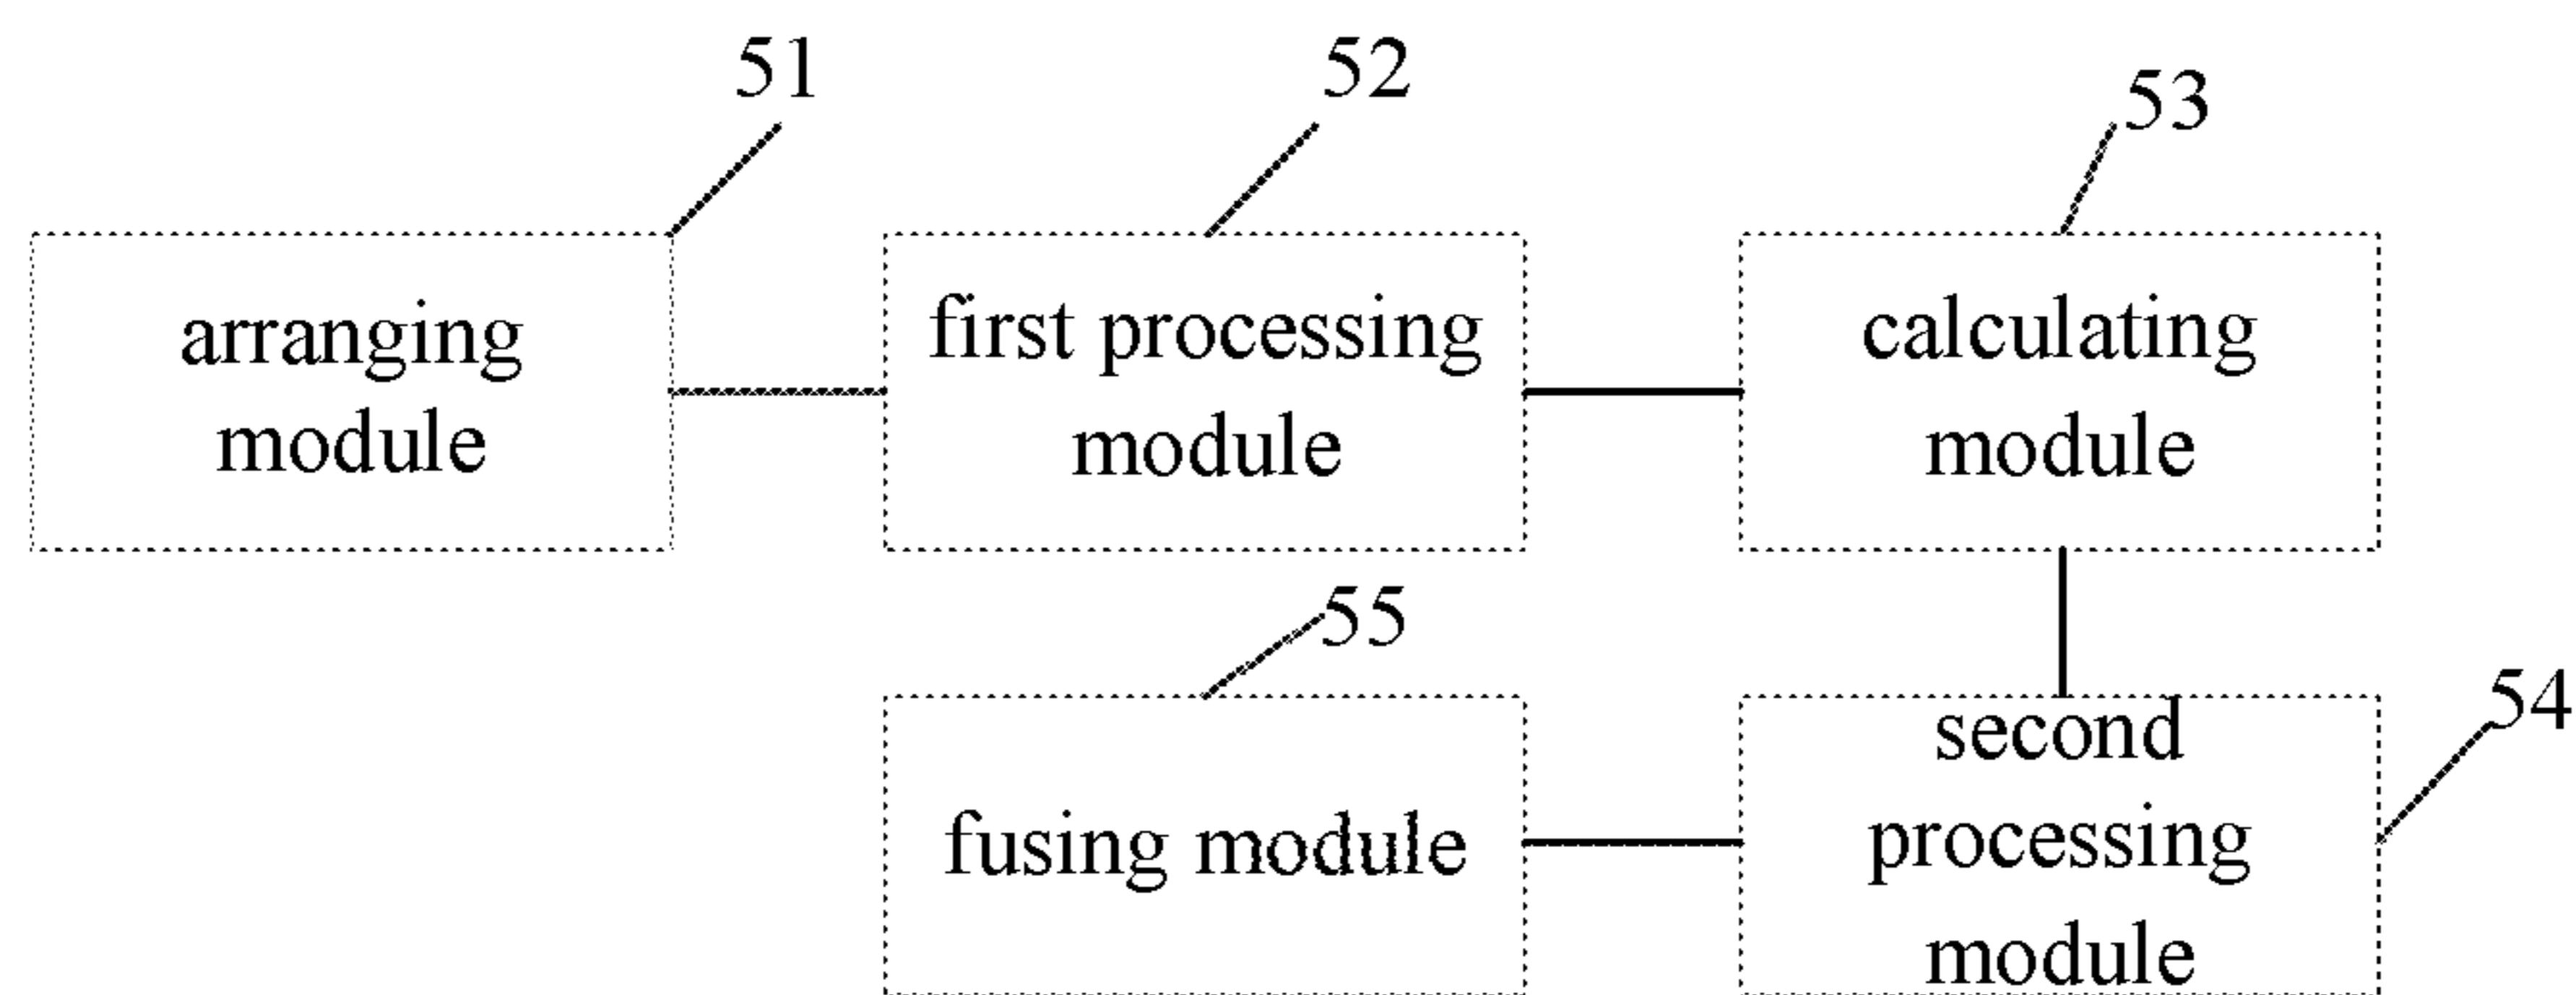 51
52
53
arranging
module
first processing
module
calculating
module
55
54
fusing module
second
processing
module